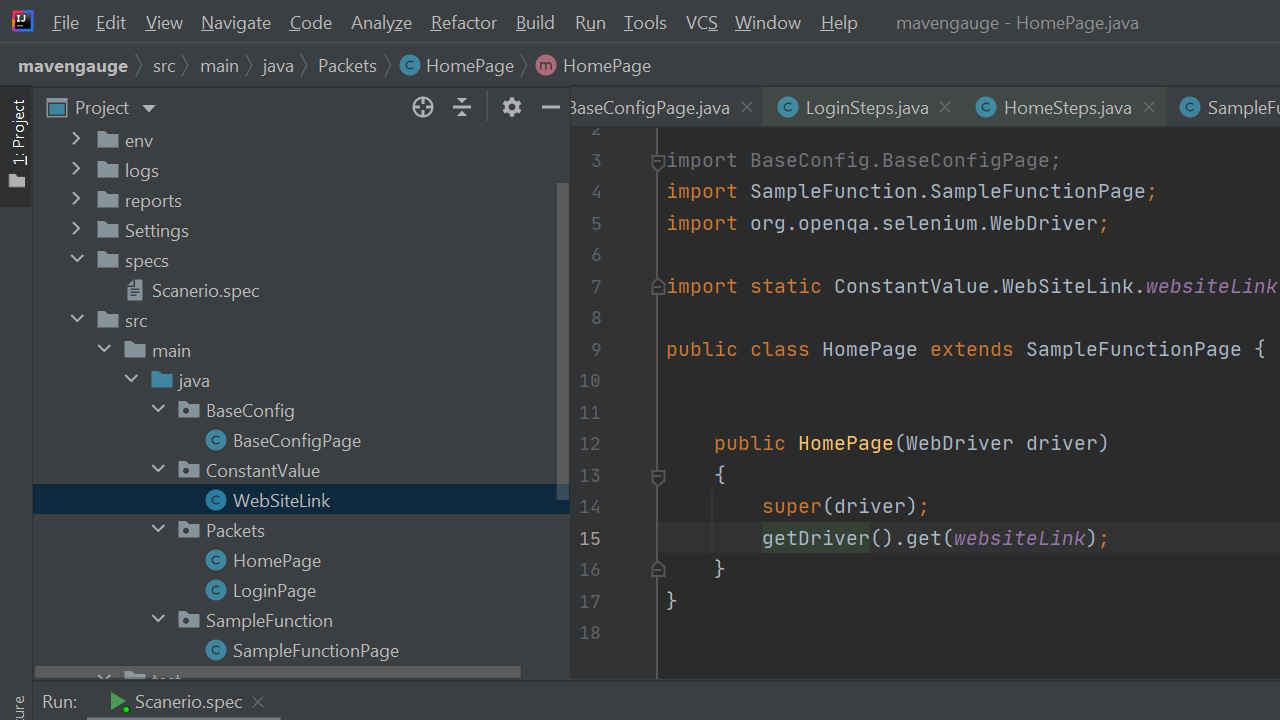 File Edit View Navigate Code Analyze Refactor Build Run Tools VCS Window Help mavengauge - HomePage.java
mavengauge src main java Packets HomePage HomePage
1: Project
Project
env
logs
reports
Settings
specs
Scanerio.spec
src
main
java
BaseConfig
BaseConfigPage
ConstantValue
WebSiteLink
Packets
HomePage
LoginPage
SampleFunction
SampleFunctionPage
test
BaseConfigPage.java LoginSteps.java HomeSteps.java SampleFu
2
3 import BaseConfig.BaseConfigPage;
4 import SampleFunction.SampleFunctionPage;
5 import org.openqa.selenium.WebDriver;
6
7 import static ConstantValue.WebSiteLink.websiteLink
8
9 public class HomePage extends SampleFunctionPage {
10
11
12 public HomePage(WebDriver driver)
13 {
14 super(driver);
15 getDriver().get(websiteLink);
16 }
17 }
18
Run: Scanerio.spec